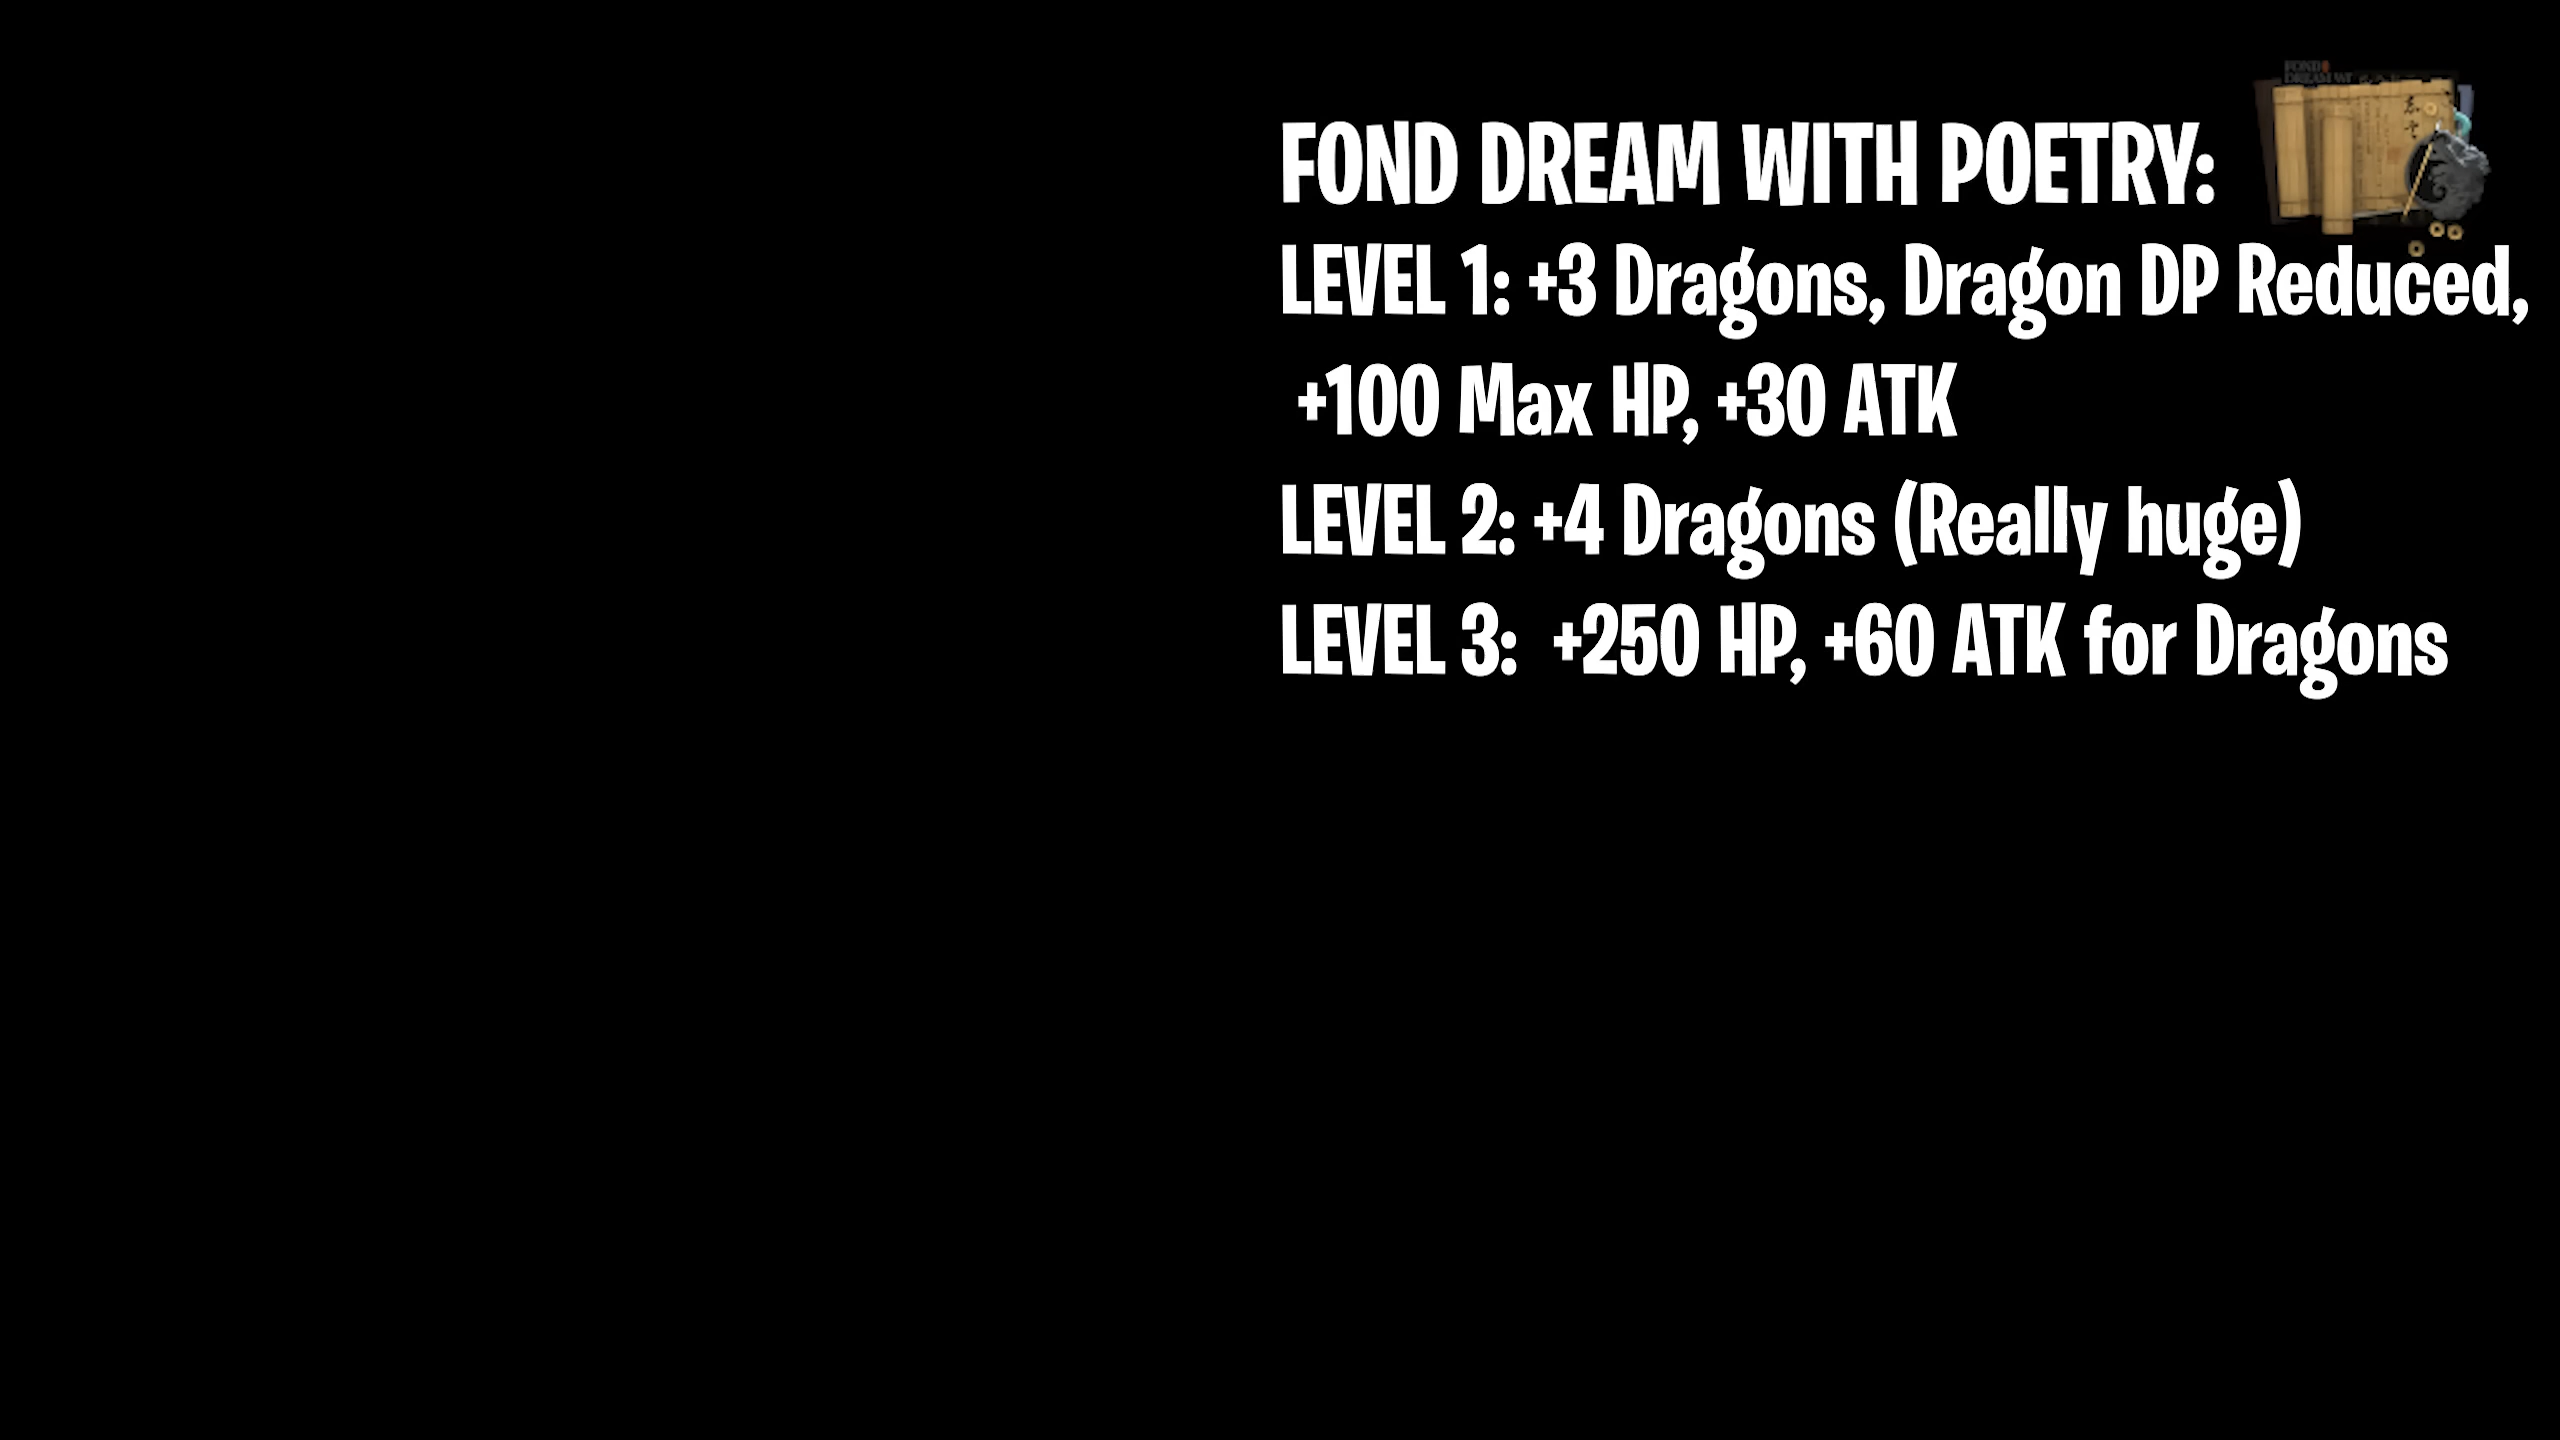 FOND DREAM WITH POETRY:
LEVEL 1: +3 Dragons, Dragon DP Reduced,
+100 Max HP, +30 ATK
LEVEL 2: +4 Dragons (Really huge)
LEVEL 3:  +250 HP, +60 ATK for Dragons